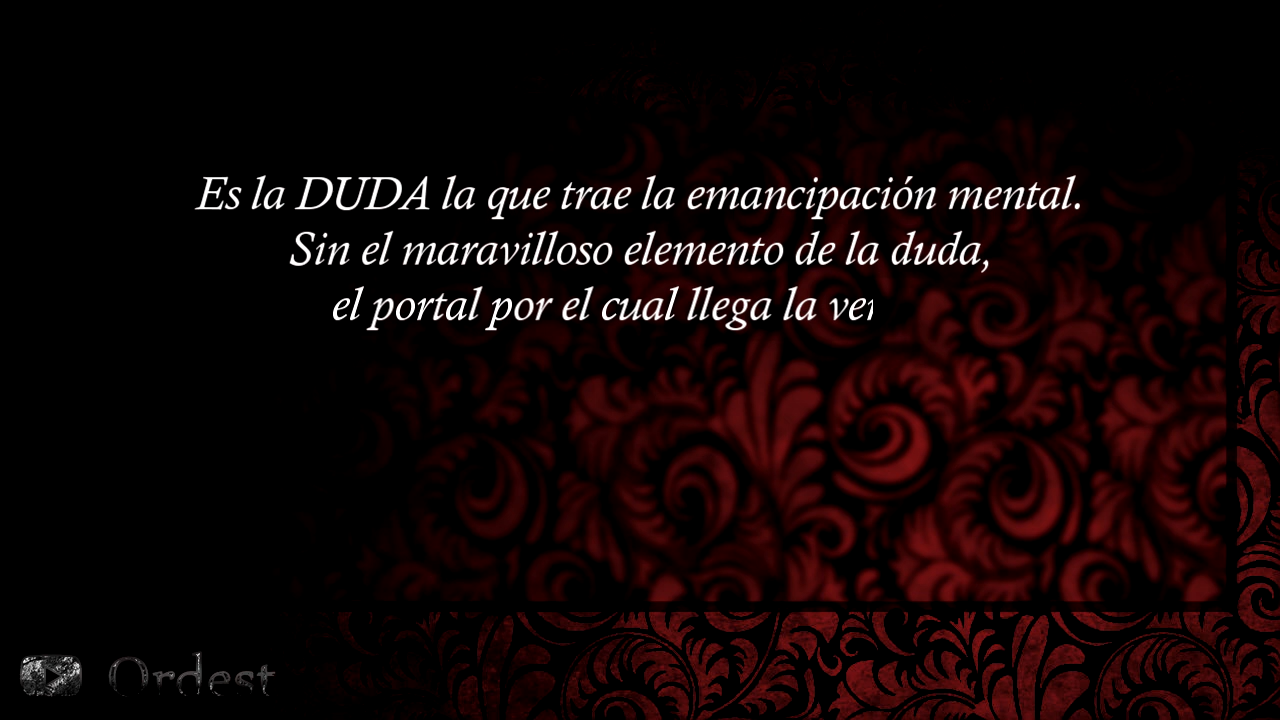 Es la DUDA la que trae la emancipación mental.
Sin el maravilloso elemento de la duda,
el portal por el cual llega la
Ordest